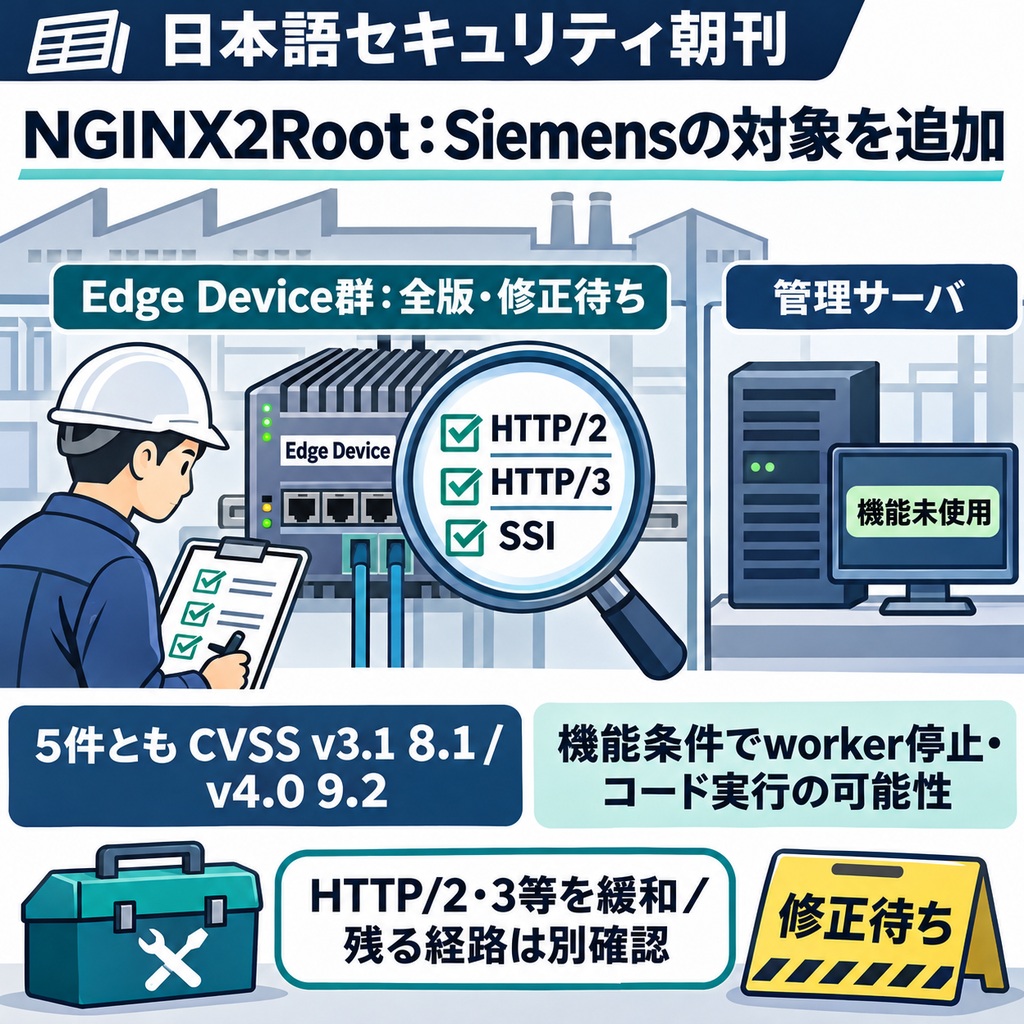 日本語セキュリティ朝刊
NGINX2Root：Siemensの対象を追加
Edge Device群：全版・修正待ち
管理サーバ
Edge Device
HTTP/2
HTTP/3
SSI
機能未使用
5件とも CVSS v3.1 8.1 /
v4.0 9.2
機能条件でworker停止・
コード実行の可能性
HTTP/2・3等を緩和／
残る経路は別確認
修正待ち